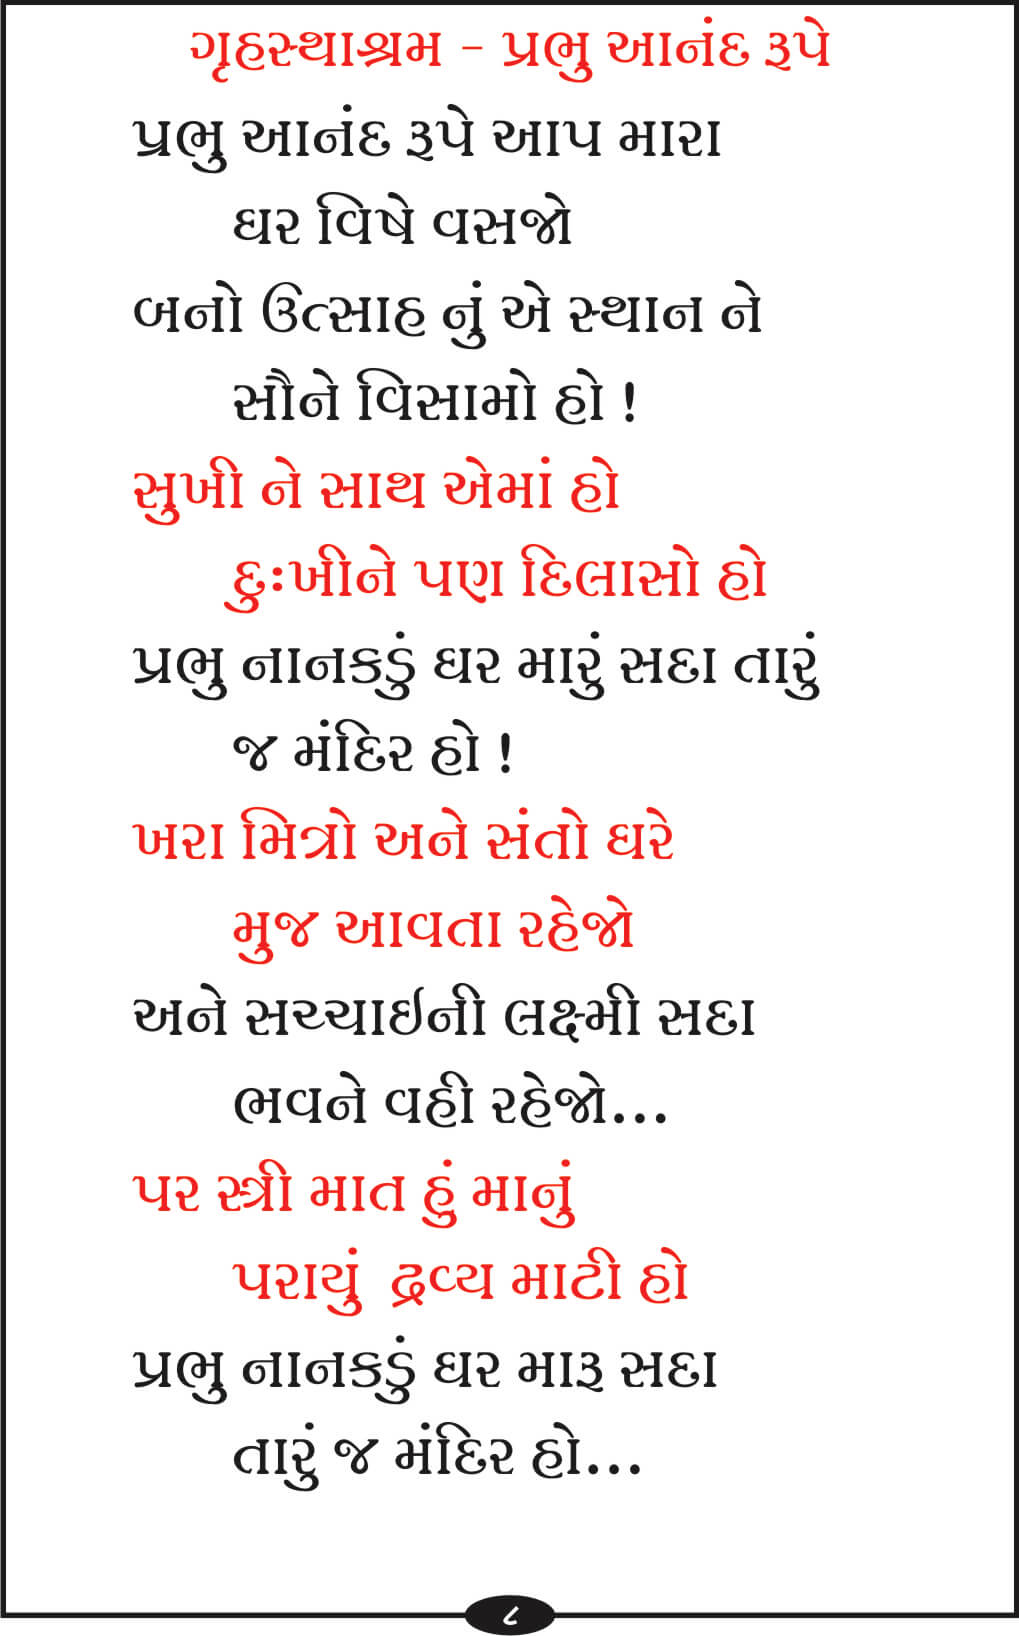 ગૃહસ્થાશ્રમ - પ્રભુ આનંદ રૂપે
પ્રભુ આનંદ રૂપે આપ મારા
ઘર વિષે વસજો
બનો ઉત્સાહ નું એ સ્થાન ને
સૌને વિસામો હો !
સુખી ને સાથ એમાં હો
દુઃખીને પણ દિલાસો હો
પ્રભુ નાનકડું ઘર મારું સદા તારું
જ મંદિર હો !
ખરા મિત્રો અને સંતો ઘરે
મુજ આવતા રહેજો
અને સચ્ચાઇની લક્ષ્મી સદા
ભવને વહી રહેજો...
પર સ્ત્રી માત હું માનું
પરાયું દ્રવ્ય માટી હો
પ્રભુ નાનકડું ઘર મારૂ સદા
તારું જ મંદિર હો...
૮